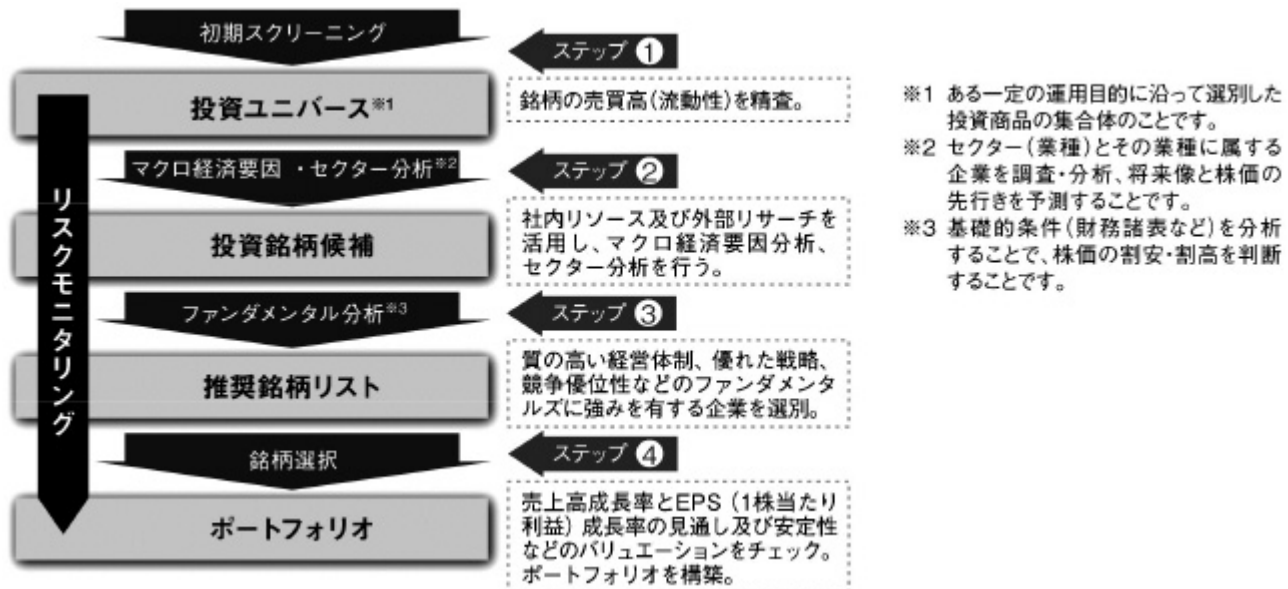 初期スクリーニング
ステップ ❶
投資ユニバース※1
銘柄の売買高(流動性)を精査。
マクロ経済要因 ・セクター分析※2
ステップ ❷
投資銘柄候補
社内リソース及び外部リサーチを
活用し、マクロ経済要因分析、
セクター分析を行う。
ファンダメンタル分析※3
ステップ ❸
推奨銘柄リスト
質の高い経営体制、優れた戦略、
競争優位性などのファンダメンタ
ルズに強みを有する企業を選別。
銘柄選択
ステップ ❹
ポートフォリオ
売上高成長率とEPS (1株当たり
利益) 成長率の見通し及び安定性
などのバリュエーションをチェック。
ポートフォリオを構築。
リスクモニタリング
※1 ある一定の運用目的に沿って選別した
投資商品の集合体のことです。
※2 セクター(業種)とその業種に属する
企業を調査・分析、将来像と株価の
先行きを予測することです。
※3 基礎的条件(財務諸表など)を分析
することで、株価の割安・割高を判断
することです。